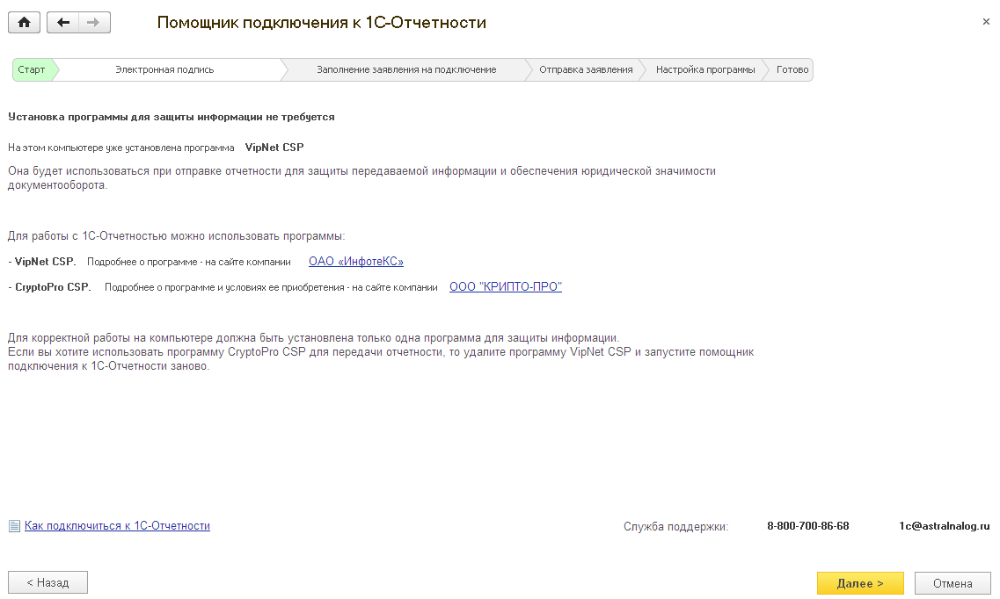 Помощник подключения к 1С-Отчетности
Старт Электронная подпись Заполнение заявления на подключение Отправка заявления Настройка программы Готово
Установка программы для защиты информации не требуется
На этом компьютере уже установлена программа VipNet CSP
Она будет использоваться при отправке отчетности для защиты передаваемой информации и обеспечения юридической значимости
документооборота.
Для работы с 1С-Отчетностью можно использовать программы:
- VipNet CSP. Подробнее о программе - на сайте компании ОАО «ИнфотеКС»
- CryptoPro CSP. Подробнее о программе и условиях ее приобретения - на сайте компании ООО "КРИПТО-ПРО"
Для корректной работы на компьютере должна быть установлена только одна программа для защиты информации.
Если вы хотите использовать программу CryptoPro CSP для передачи отчетности, то удалите программу VipNet CSP и запустите помощник
подключения к 1С-Отчетности заново.
Как подключиться к 1С-Отчетности Служба поддержки: 8-800-700-86-68 1c@astralnalog.ru
< Назад Далее > Отмена